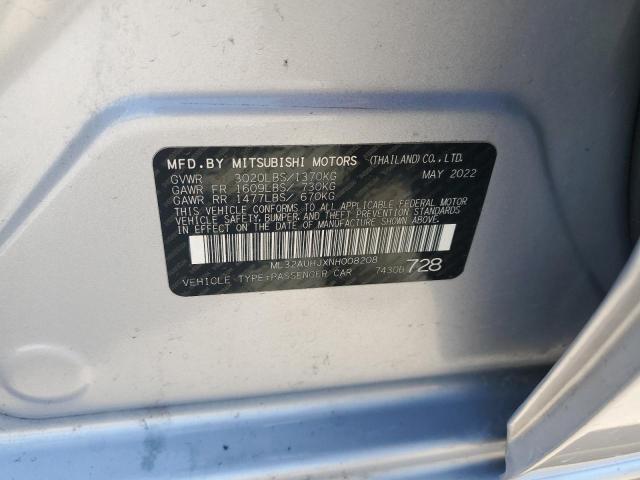 MFD.BY MITSUBISHI MOTORS (THAILAND) CO.,LTD.
GVWR 3020LBS/1370KG MAY 2022
GAWR FR 1609LBS/ 730KG
GAWR RR 1477LBS/ 670KG
THIS VEHICLE CONFORMS TO ALL APPLICABLE FEDERAL MOTOR
VEHICLE SAFETY, BUMPER, AND THEFT PREVENTION STANDARDS
IN EFFECT ON THE DATE OF MANUFACTURE SHOWN ABOVE.
ML32AUHJXNH008208
VEHICLE TYPE:PASSENGER CAR 7430B 728